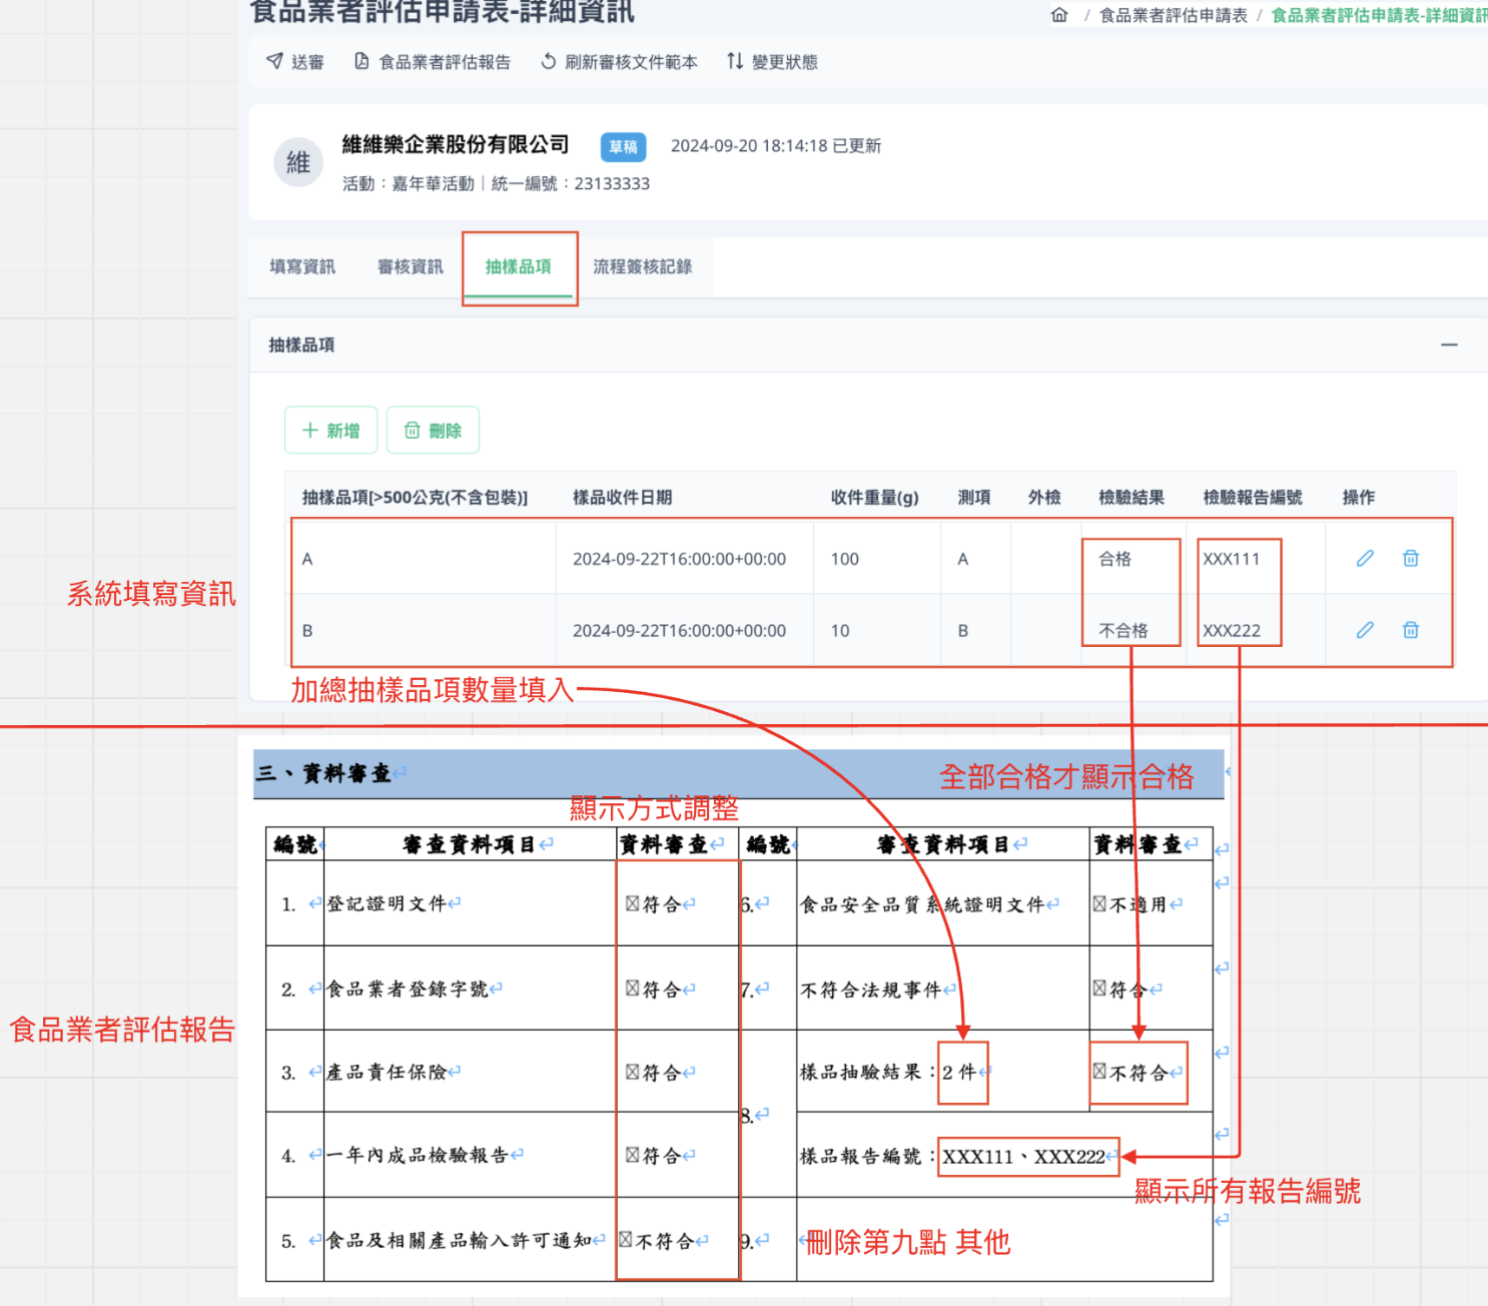 食品業者評估申請表-詳細資訊
/ 食品業者評估申請表 / 食品業者評估申請表-詳細資訊
送審 食品業者評估報告 刷新審核文件範本 變更狀態
維
維維樂企業股份有限公司 草稿 2024-09-20 18:14:18 已更新
活動：嘉年華活動｜統一編號：23133333
填寫資訊 審核資訊 抽樣品項 流程簽核記錄
抽樣品項
新增 刪除
抽樣品項[>500公克(不含包裝)] 樣品收件日期 收件重量(g) 測項 外檢 檢驗結果 檢驗報告編號 操作
A 2024-09-22T16:00:00+00:00 100 A 合格 XXX111
系統填寫資訊
B 2024-09-22T16:00:00+00:00 10 B 不合格 XXX222
加總抽樣品項數量填入
三、資料審查
全部合格才顯示合格
顯示方式調整
編號 審查資料項目 資料審查 編號 審查資料項目 資料審查
1. 登記證明文件 ☒符合 6. 食品安全品質系統證明文件 ☒不適用
2. 食品業者登錄字號 ☒符合 7. 不符合法規事件 ☒符合
食品業者評估報告
3. 產品責任保險 ☒符合 8. 樣品抽驗結果：2 件 ☒不符合
4. 一年內成品檢驗報告 ☒符合 樣品報告編號：XXX111、XXX222
顯示所有報告編號
5. 食品及相關產品輸入許可通知 ☒不符合 9. 刪除第九點 其他